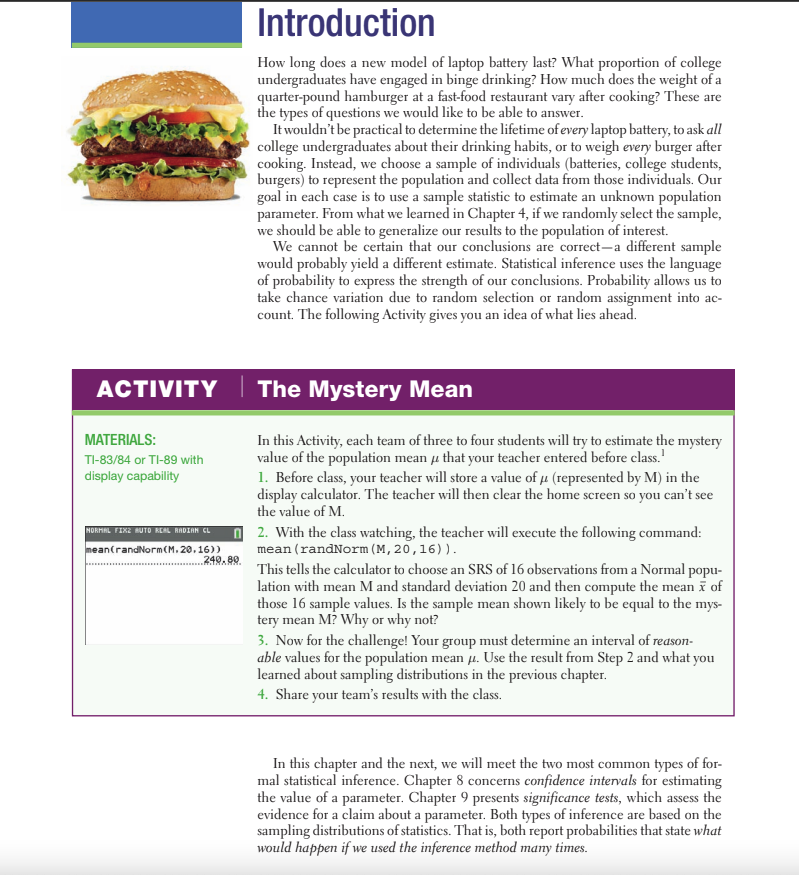 Introduction
How long does a new model of laptop battery last? What proportion of college
undergraduates have engaged in binge drinking? How much does the weight of a
quarter-pound hamburger at a fast-food restaurant vary after cooking? These are
the types of questions we would like to be able to answer.
It wouldn't be practical to determine the lifetime of every laptop battery, to ask all
college undergraduates about their drinking habits, or to weigh every burger after
cooking. Instead, we choose a sample of individuals (batteries, college students,
burgers) to represent the population and collect data from those individuals. Our
goal in each case is to use a sample statistic to estimate an unknown population
parameter. From what we learned in Chapter 4, if we randomly select the sample,
we should be able to generalize our results to the population of interest.
We cannot be certain that our conclusions are correct—a different sample
would probably yield a different estimate. Statistical inference uses the language
of probability to express the strength of our conclusions. Probability allows us to
take chance variation due to random selection or random assignment into ac-
count. The following Activity gives you an idea of what lies ahead.
ACTIVITY | The Mystery Mean
MATERIALS:
TI-83/84 or TI-89 with
display capability
NORMAL FIX2 AUTO REAL RADIAN CL
mean(randNorm(M,20,16))
240.80
In this Activity, each team of three to four students will try to estimate the mystery
value of the population mean μ that your teacher entered before class.¹
1. Before class, your teacher will store a value of μ (represented by M) in the
display calculator. The teacher will then clear the home screen so you can't see
the value of M.
2. With the class watching, the teacher will execute the following command:
mean(randNorm(M,20,16)).
This tells the calculator to choose an SRS of 16 observations from a Normal popu-
lation with mean M and standard deviation 20 and then compute the mean x̄ of
those 16 sample values. Is the sample mean shown likely to be equal to the mys-
tery mean M? Why or why not?
3. Now for the challenge! Your group must determine an interval of reason-
able values for the population mean μ. Use the result from Step 2 and what you
learned about sampling distributions in the previous chapter.
4. Share your team's results with the class.
In this chapter and the next, we will meet the two most common types of for-
mal statistical inference. Chapter 8 concerns confidence intervals for estimating
the value of a parameter. Chapter 9 presents significance tests, which assess the
evidence for a claim about a parameter. Both types of inference are based on the
sampling distributions of statistics. That is, both report probabilities that state what
would happen if we used the inference method many times.